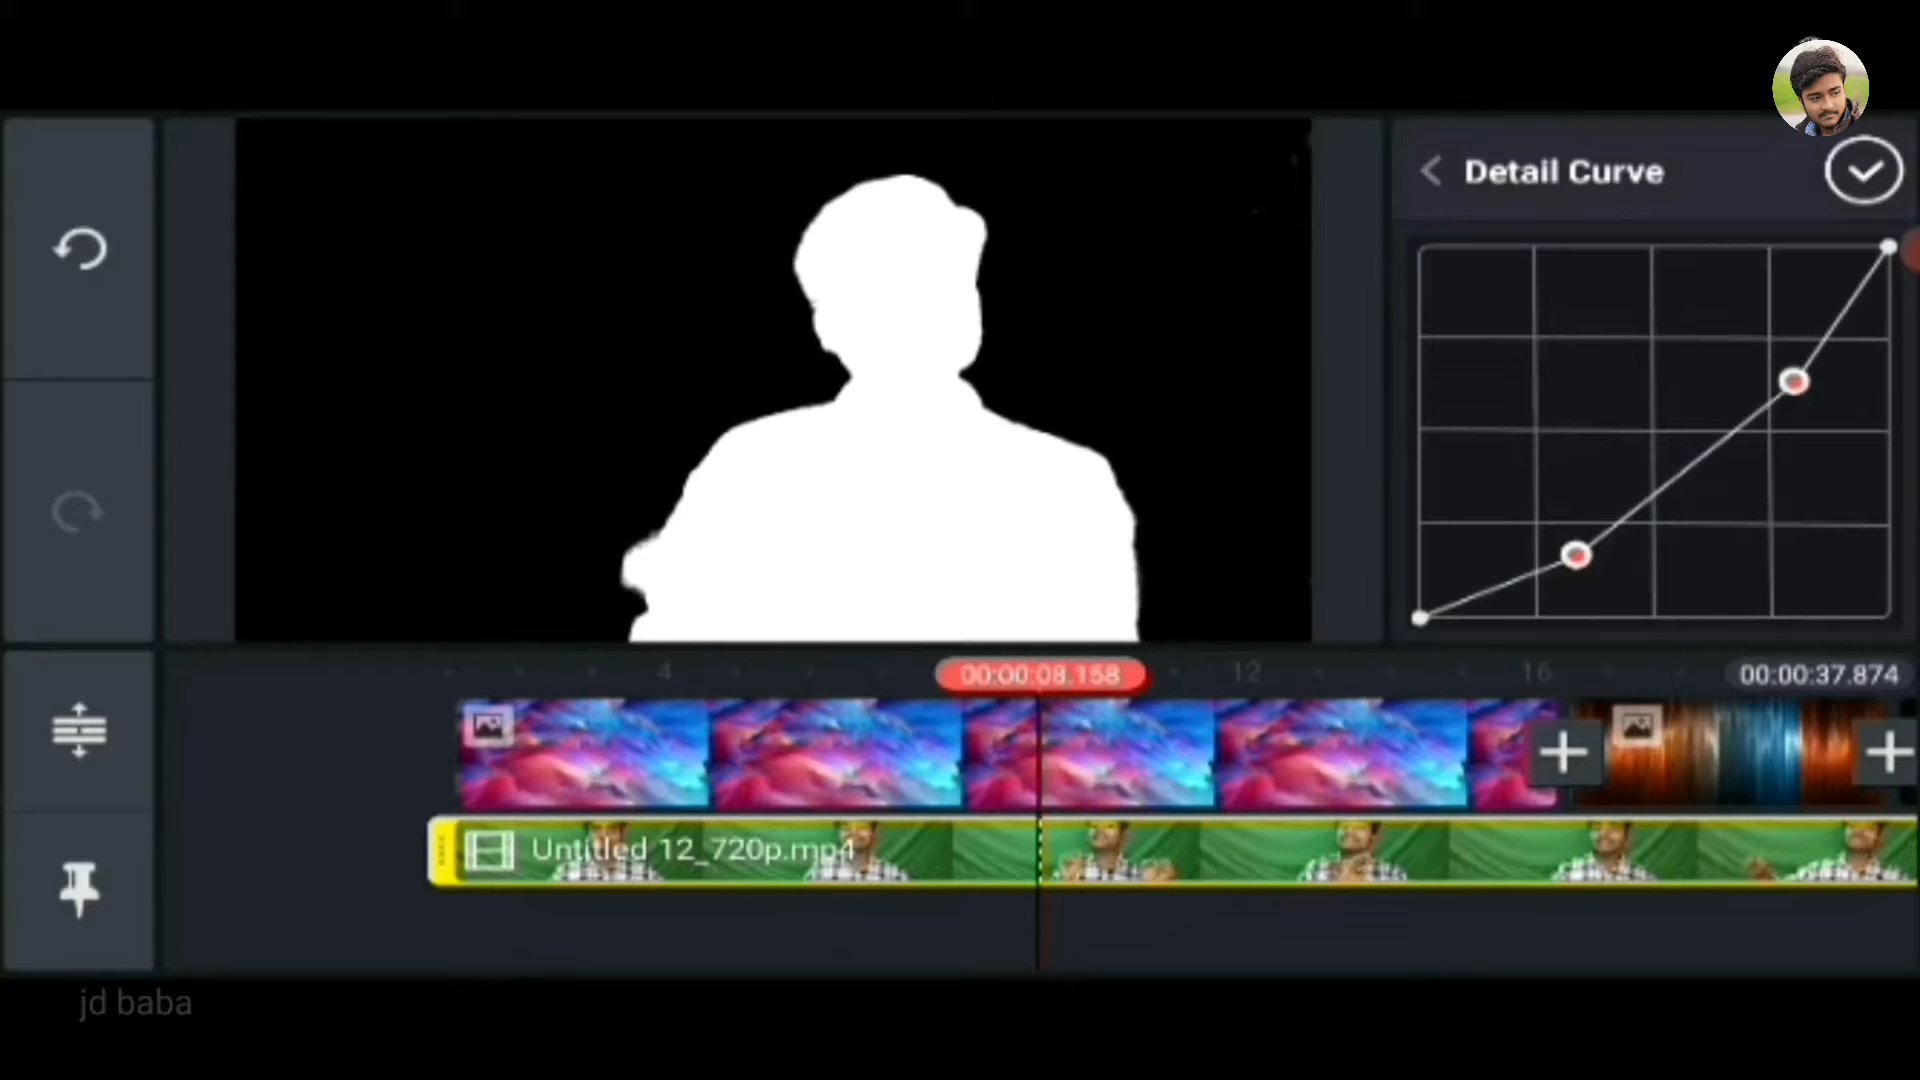 Detail Curve
4
00:00:08.158
12
16
00:00:37.874
Untitled 12_720p.mp4
jd baba